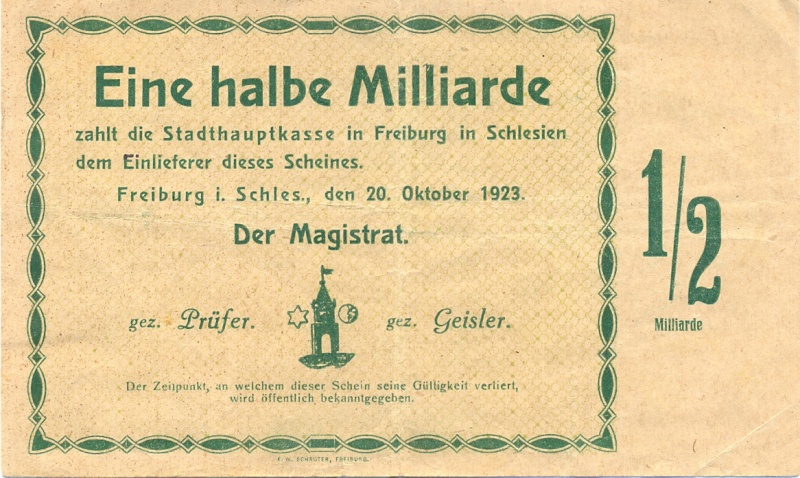 Eine halbe Milliarde
zahlt die Stadthauptkasse in Freiburg in Schlesien
dem Einlieferer dieses Scheines.
Freiburg i. Schles., den 20. Oktober 1923.
Der Magistrat.
gez. Prüfer. gez. Geisler.
Der Zeitpunkt, an welchem dieser Schein seine Gültigkeit verliert,
wird öffentlich bekanntgegeben.
F. W. SCHRÖTER, FREIBURG.
1/2
Milliarde